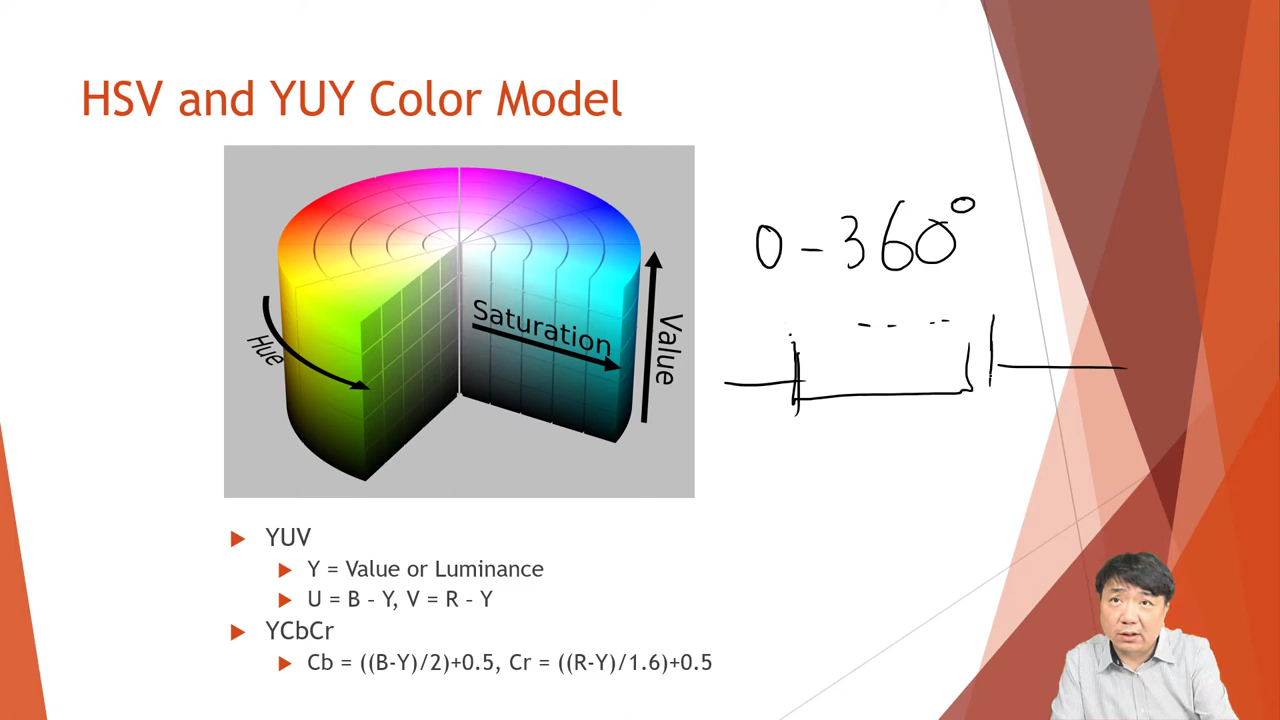 HSV and YUY Color Model
0-360°
Saturation
Value
Hue
YUV
Y = Value or Luminance
U = B – Y, V = R – Y
YCbCr
Cb = ((B-Y)/2)+0.5, Cr = ((R-Y)/1.6)+0.5